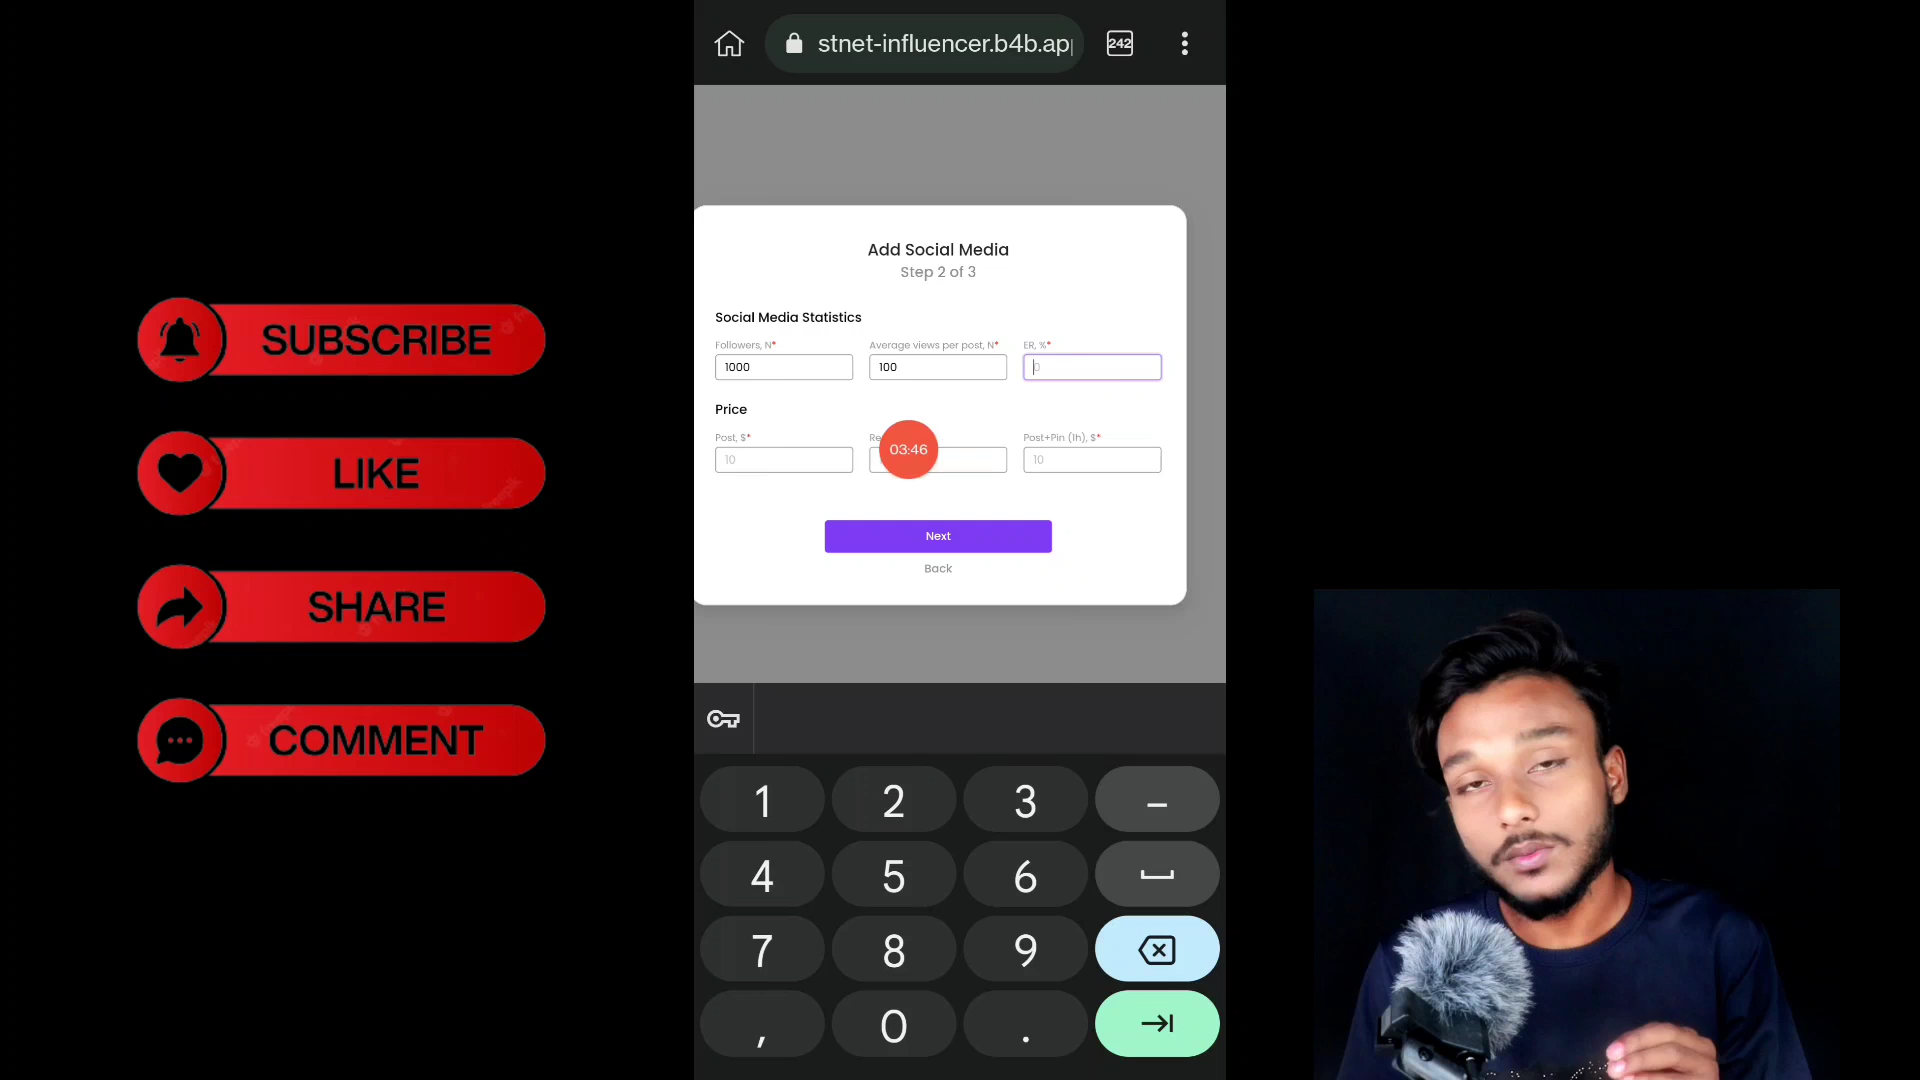 SUBSCRIBE
LIKE
SHARE
COMMENT
stnet-influencer.b4b.app
242
Add Social Media
Step 2 of 3
Social Media Statistics
Followers, N* Average views per post, N* ER, %*
1000 100 0
Price
Post, $* Post+Pin (1h), $*
10 03:46 10
Next
Back
1 2 3 –
4 5 6
7 8 9
, 0 .